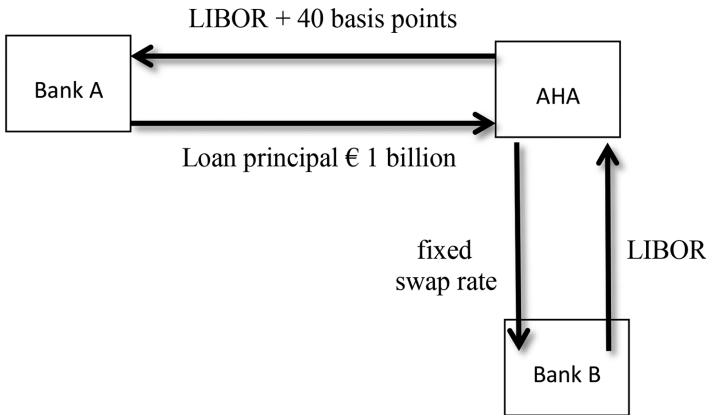 LIBOR + 40 basis points
Bank A
AHA
Loan principal € 1 billion
fixed
swap rate
LIBOR
Bank B